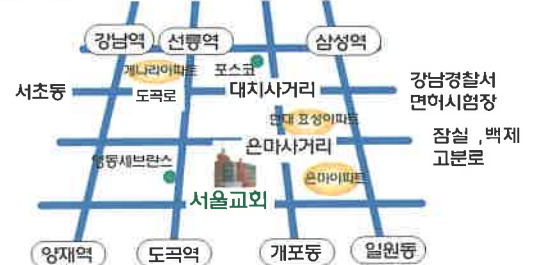 강남역 선릉역 삼성역
개나리아파트 포스코
서초동 도곡로 대치사거리 강남경찰서
면허시험장
현대 효성아파트
은마사거리 잠실 ,백제
고분로
영동세브란스
은마아파트
서울교회
양재역 도곡역 개포동 일원동